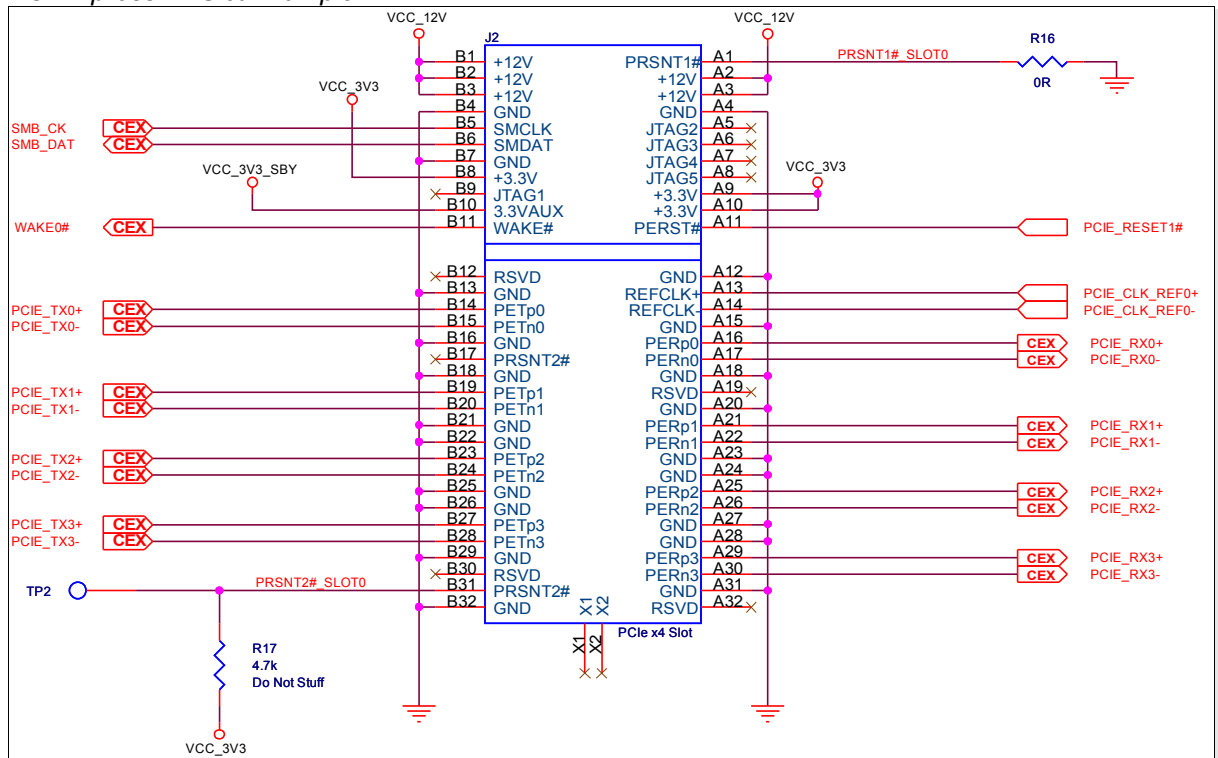 VCC_12V VCC_12V
J2 R16
B1 +12V PRSNT1# A1 PRSNT1#_SLOT0
B2 +12V +12V A2 0R
VCC_3V3 B3 +12V +12V A3
B4 GND GND A4
SMB_CK CEX B5 SMCLK JTAG2 A5
SMB_DAT CEX B6 SMDAT JTAG3 A6
B7 GND JTAG4 A7 VCC_3V3
VCC_3V3_SBY B8 +3.3V JTAG5 A8
B9 JTAG1 +3.3V A9
B10 3.3VAUX +3.3V A10
WAKE0# CEX B11 WAKE# PERST# A11 PCIE_RESET1#
B12 RSVD GND A12
B13 GND REFCLK+ A13 PCIE_CLK_REF0+
PCIE_TX0+ CEX B14 PETp0 REFCLK- A14 PCIE_CLK_REF0-
PCIE_TX0- CEX B15 PETn0 GND A15
B16 GND PERp0 A16 CEX PCIE_RX0+
B17 PRSNT2# PERn0 A17 CEX PCIE_RX0-
B18 GND GND A18
PCIE_TX1+ CEX B19 PETp1 RSVD A19
PCIE_TX1- CEX B20 PETn1 GND A20
B21 GND PERp1 A21 CEX PCIE_RX1+
B22 GND PERn1 A22 CEX PCIE_RX1-
PCIE_TX2+ CEX B23 PETp2 GND A23
PCIE_TX2- CEX B24 PETn2 GND A24
B25 GND PERp2 A25 CEX PCIE_RX2+
B26 GND PERn2 A26 CEX PCIE_RX2-
PCIE_TX3+ CEX B27 PETp3 GND A27
PCIE_TX3- CEX B28 PETn3 GND A28
B29 GND PERp3 A29 CEX PCIE_RX3+
B30 RSVD PERn3 A30 CEX PCIE_RX3-
TP2 PRSNT2#_SLOT0 B31 PRSNT2# GND A31
B32 GND X1 X2 RSVD A32
X1 X2 PCIe x4 Slot
R17
4.7k
Do Not Stuff
VCC_3V3